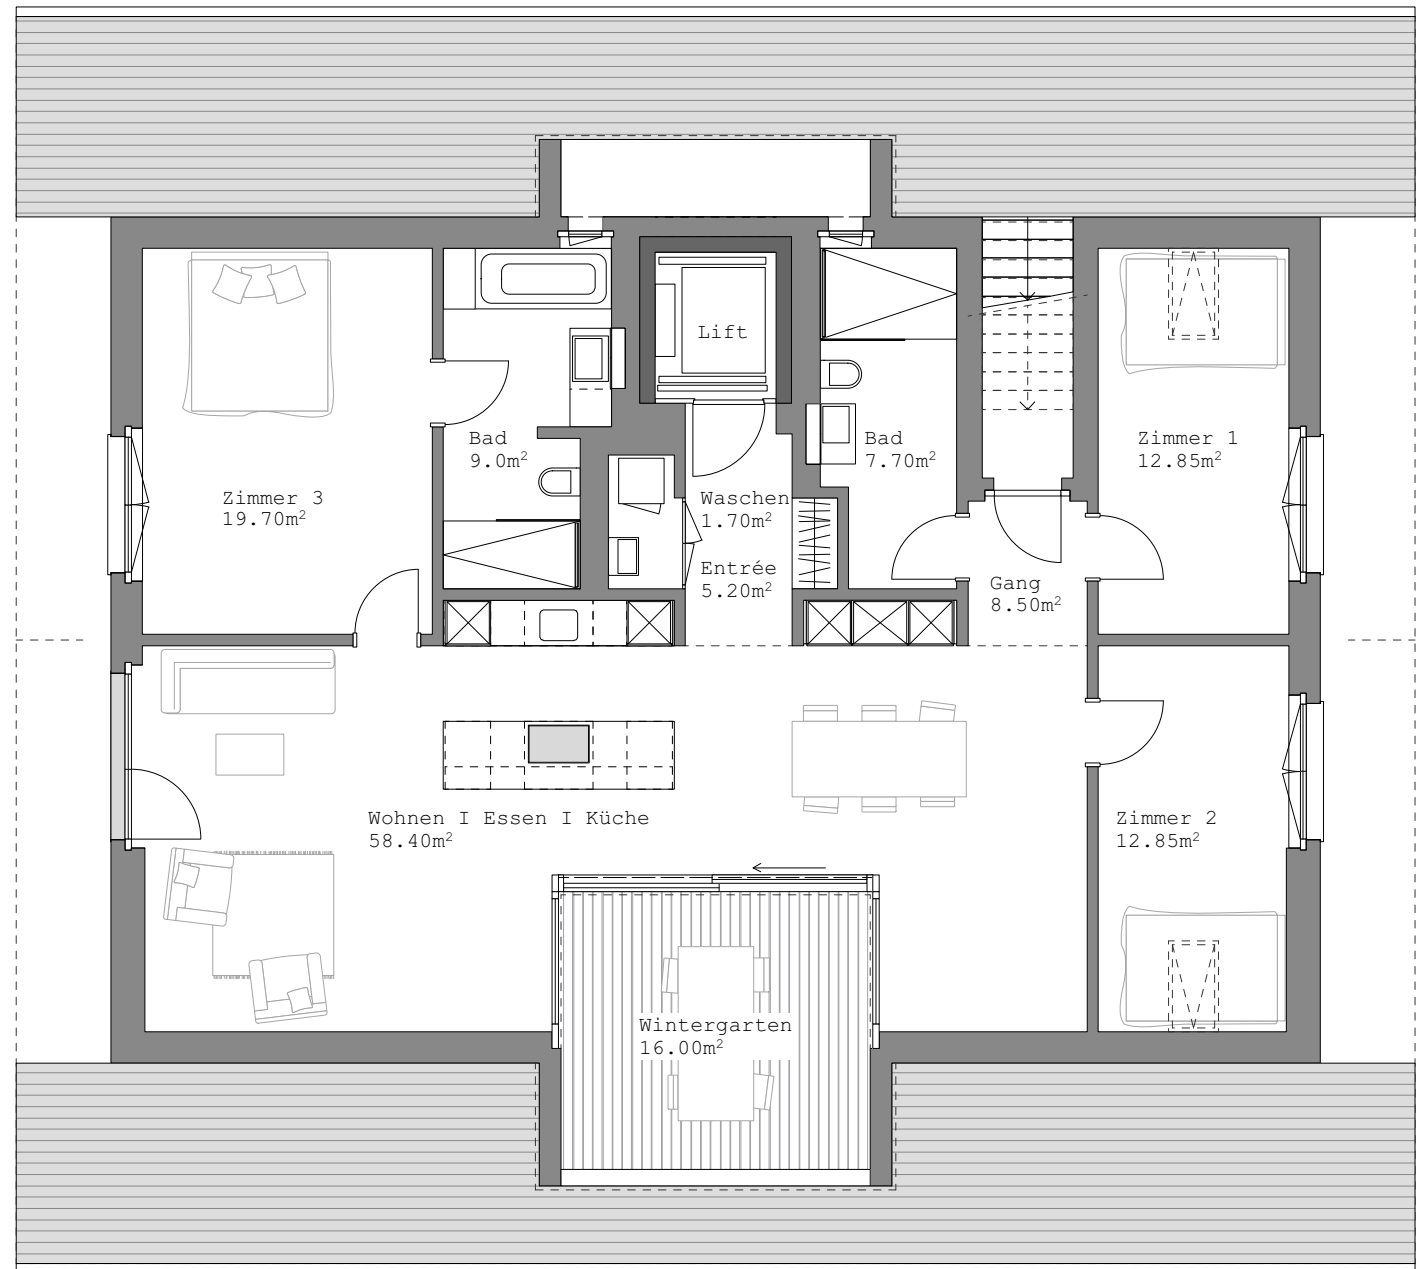 Lift
Bad
9.0m²
Bad
7.70m²
Zimmer 1
12.85m²
Zimmer 3
19.70m²
Waschen
1.70m²
Entrée
5.20m²
Gang
8.50m²
Wohnen I Essen I Küche
58.40m²
Zimmer 2
12.85m²
Wintergarten
16.00m²